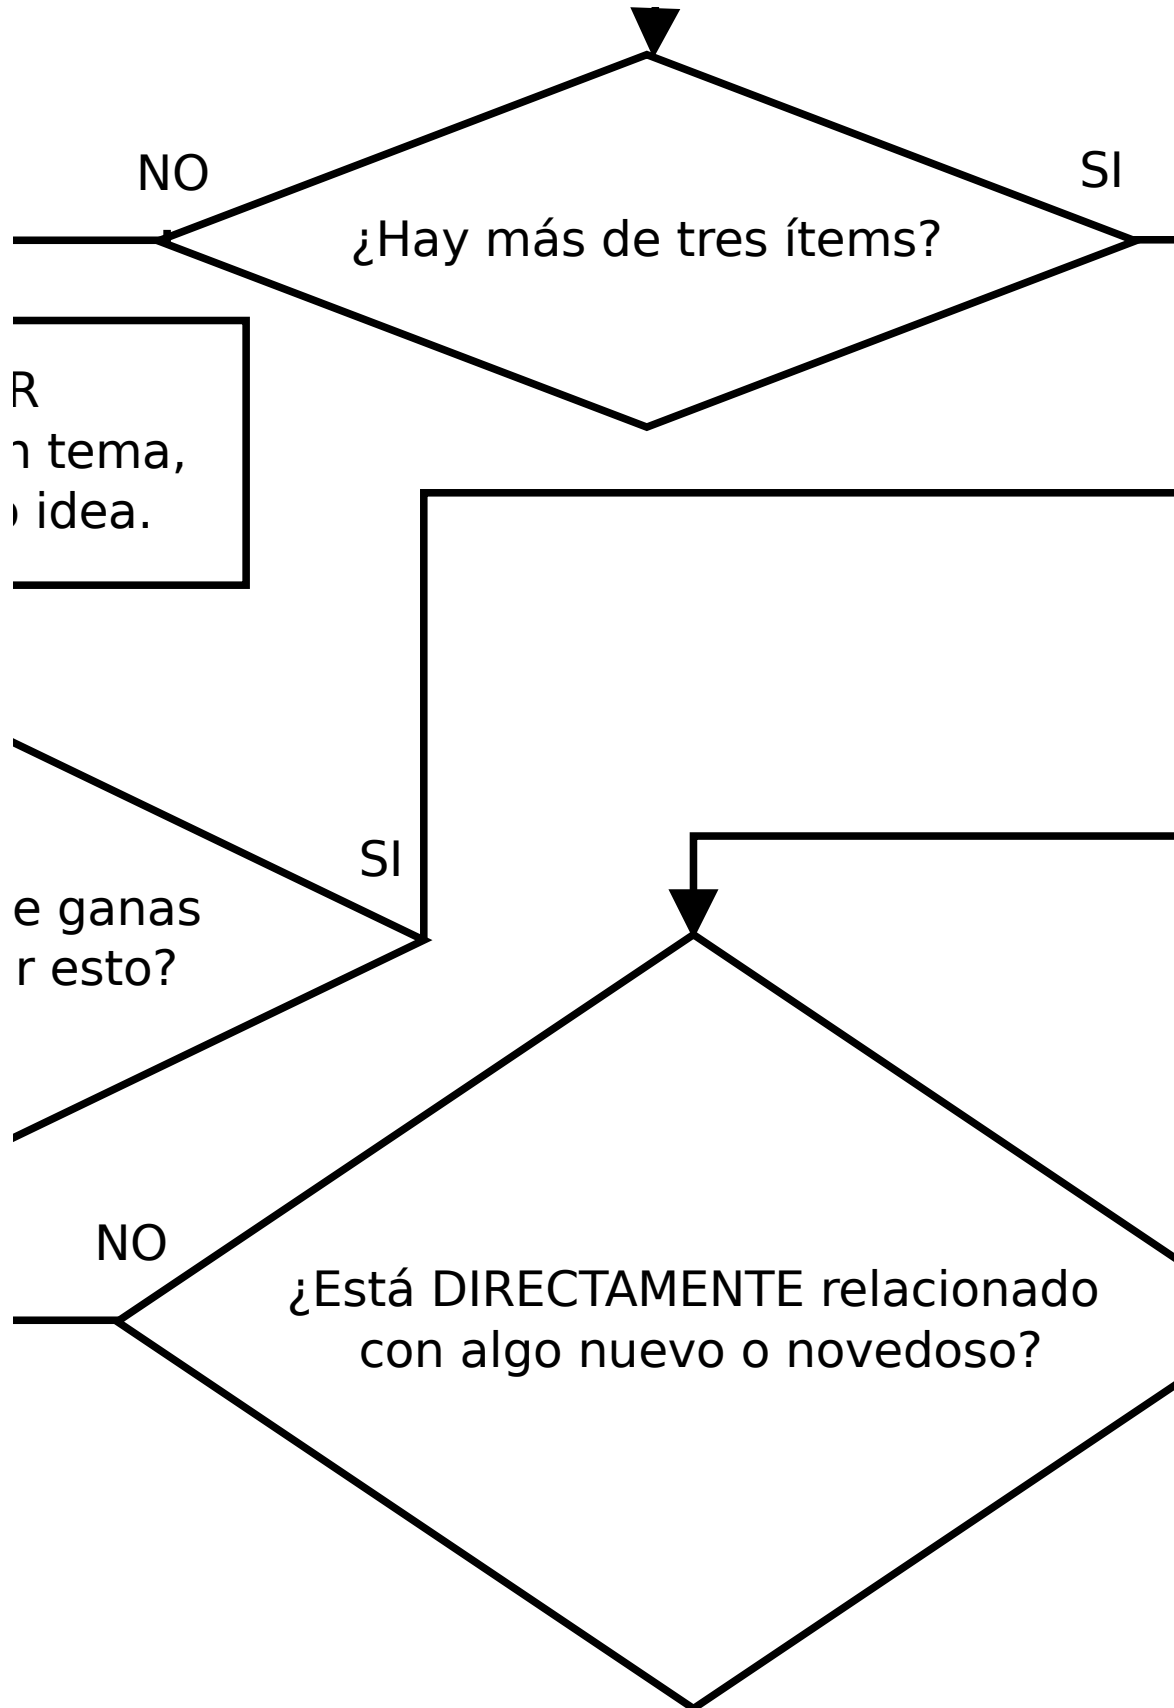 NO
SI
¿Hay más de tres ítems?
tema,
idea.
SI
ganas
esto?
NO
¿Está DIRECTAMENTE relacionado
con algo nuevo o novedoso?